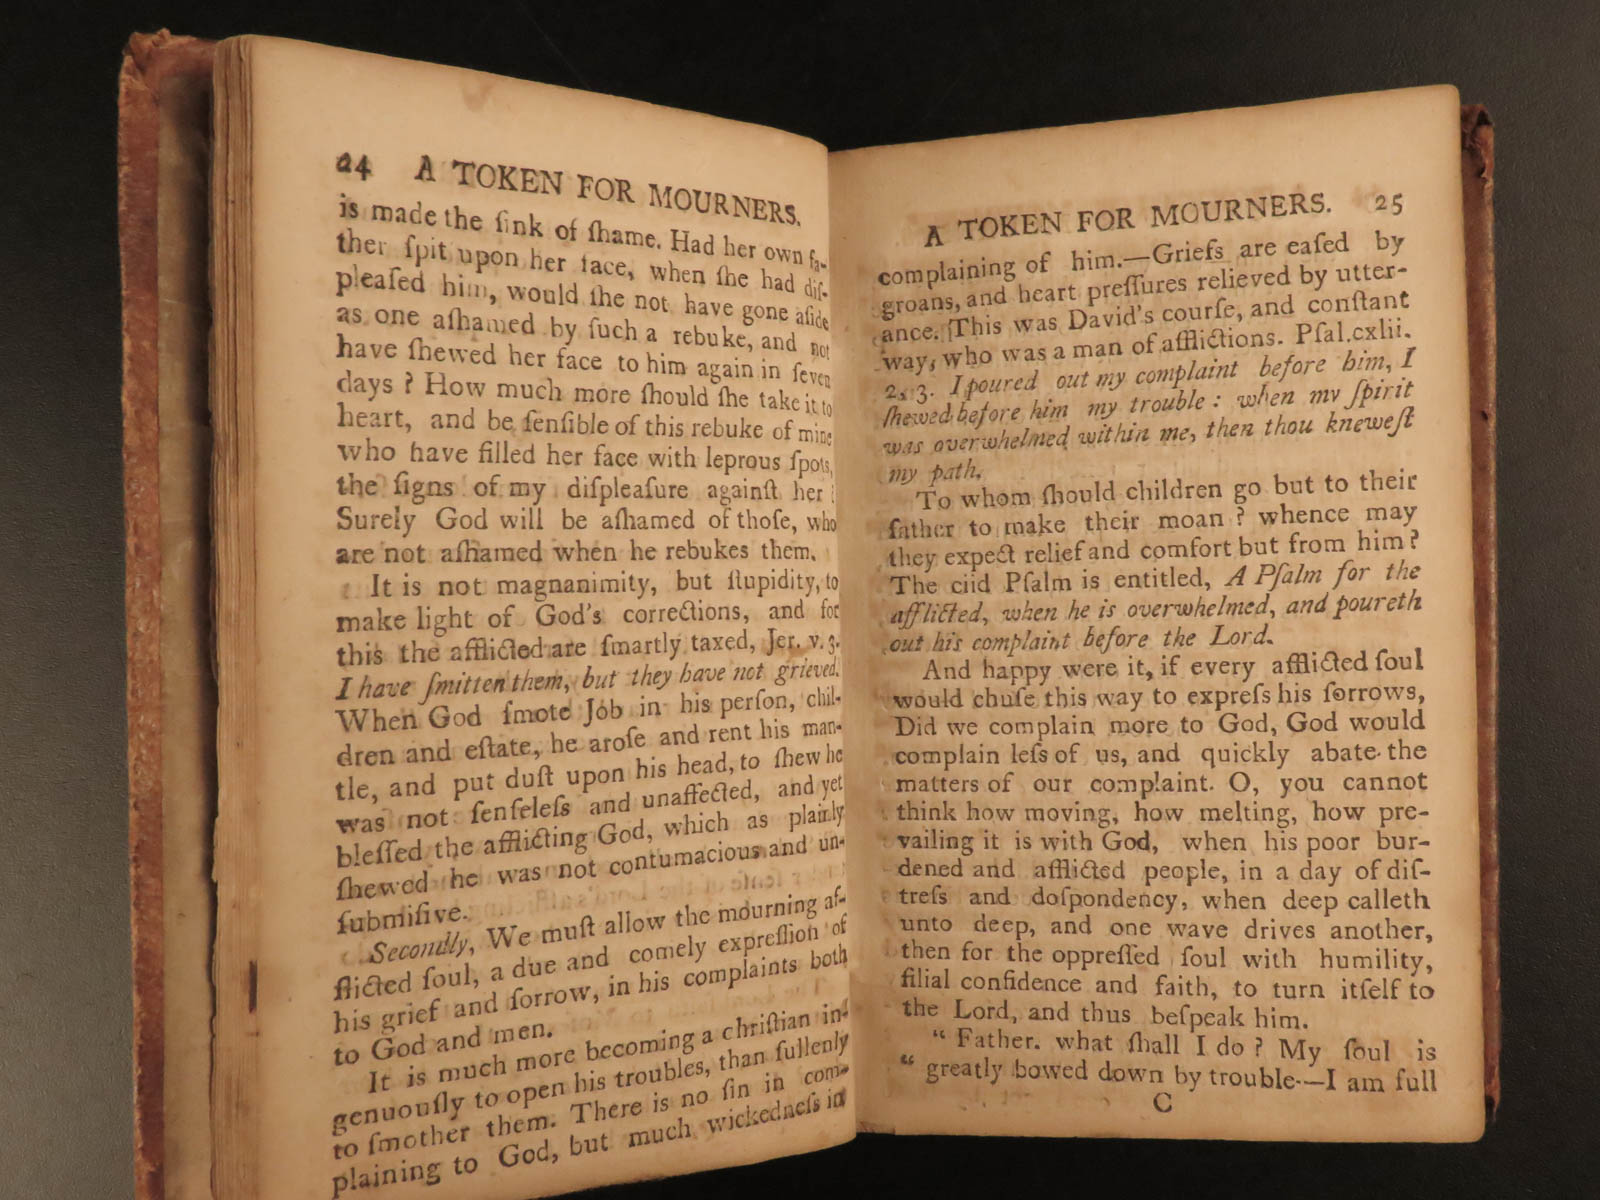 24 A TOKEN FOR MOURNERS.
is made the ſink of ſhame. Had her own fa-
ther ſpit upon her face, when ſhe had diſ-
pleaſed him, would ſhe not have gone aſide
as one aſhamed by ſuch a rebuke, and not
have ſhewed her face to him again in ſeven
days ? How much more ſhould ſhe take it to
heart, and be ſenſible of this rebuke of mine
who have filled her face with leprous ſpots,
the ſigns of my diſpleaſure againſt her !
Surely God will be aſhamed of thoſe, who
are not aſhamed when he rebukes them.
It is not magnanimity, but ſtupidity, to
make light of God's corrections, and for
this the afflicted are ſmartly taxed, Jer. v. 3.
I have ſmitten them, but they have not grieved.
When God ſmote Job in his perſon, chil-
dren and eſtate, he aroſe and rent his man-
tle, and put duſt upon his head, to ſhew he
was not ſenſeleſs and unaffected, and yet
bleſſed the afflicting God, which as plainly
ſhewed he was not contumacious and un-
ſubmiſive.
Secondly, We muſt allow the mourning af-
flicted ſoul, a due and comely expreſſion of
his grief and ſorrow, in his complaints both
to God and men.
It is much more becoming a chriſtian in-
genuouſly to open his troubles, than ſullenly
to ſmother them. There is no ſin in com-
plaining to God, but much wickedneſs in
A TOKEN FOR MOURNERS. 25
complaining of him.—Griefs are eaſed by
groans, and heart preſſures relieved by utter-
ance. This was David's courſe, and conſtant
way, who was a man of afflictions. Pſal. cxlii.
2, 3. I poured out my complaint before him, I
ſhewed before him my trouble : when my ſpirit
was overwhelmed within me, then thou kneweſt
my path.
To whom ſhould children go but to their
father to make their moan ? whence may
they expect relief and comfort but from him ?
The ciid Pſalm is entitled, A Pſalm for the
afflicted, when he is overwhelmed, and poureth
out his complaint before the Lord.
And happy were it, if every afflicted ſoul
would chuſe this way to expreſs his ſorrows,
Did we complain more to God, God would
complain leſs of us, and quickly abate the
matters of our complaint. O, you cannot
think how moving, how melting, how pre-
vailing it is with God, when his poor bur-
dened and afflicted people, in a day of diſ-
treſs and doſpondency, when deep calleth
unto deep, and one wave drives another,
then for the oppreſſed ſoul with humility,
filial confidence and faith, to turn itſelf to
the Lord, and thus beſpeak him.
“ Father. what ſhall I do ? My ſoul is
“ greatly bowed down by trouble-—I am full
C